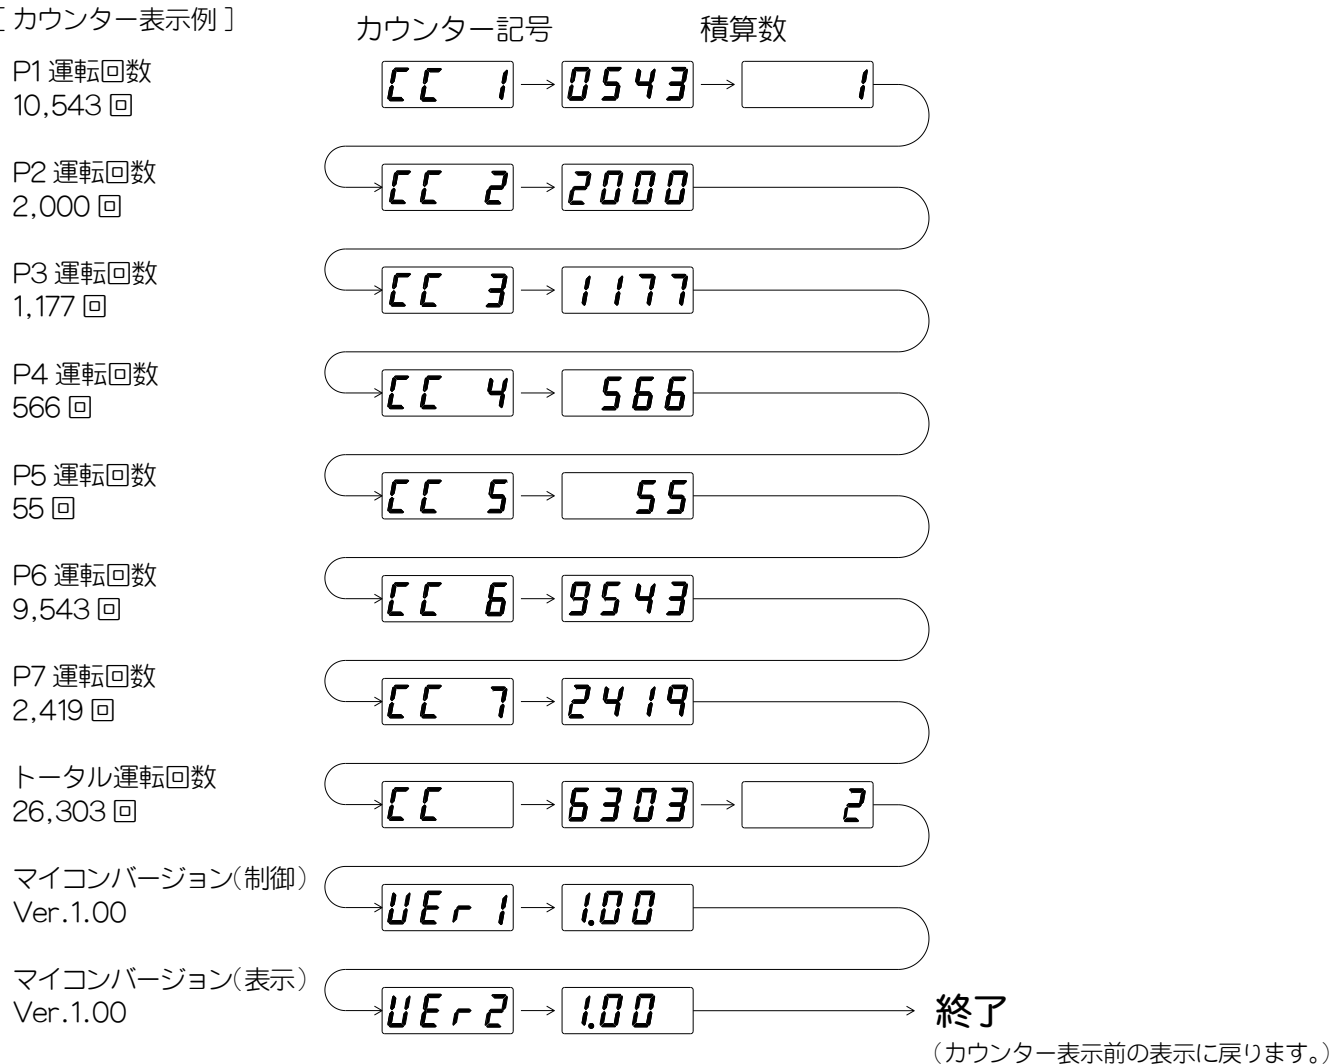 [ カウンター表示例 ]
カウンター記号 積算数
P1 運転回数
10,543 回
CC 1 → 0543 → 1
P2 運転回数
2,000 回
CC 2 → 2000
P3 運転回数
1,177 回
CC 3 → 1177
P4 運転回数
566 回
CC 4 → 566
P5 運転回数
55 回
CC 5 → 55
P6 運転回数
9,543 回
CC 6 → 9543
P7 運転回数
2,419 回
CC 7 → 2419
トータル運転回数
26,303 回
CC → 6303 → 2
マイコンバージョン(制御)
Ver.1.00
UEr 1 → 1.00
マイコンバージョン(表示)
Ver.1.00
UEr2 → 1.00 → 終了
(カウンター表示前の表示に戻ります。)